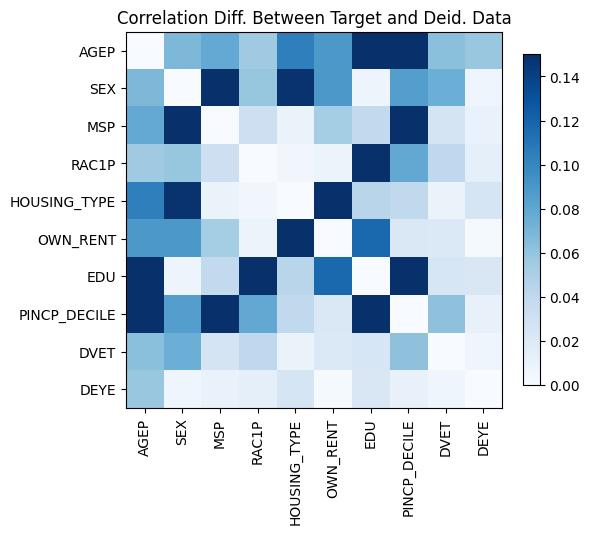 Correlation Diff. Between Target and Deid. Data
AGEP
SEX
MSP
RAC1P
HOUSING_TYPE
OWN_RENT
EDU
PINCP_DECILE
DVET
DEYE
AGEP
SEX
MSP
RAC1P
HOUSING_TYPE
OWN_RENT
EDU
PINCP_DECILE
DVET
DEYE
0.14
0.12
0.10
0.08
0.06
0.04
0.02
0.00